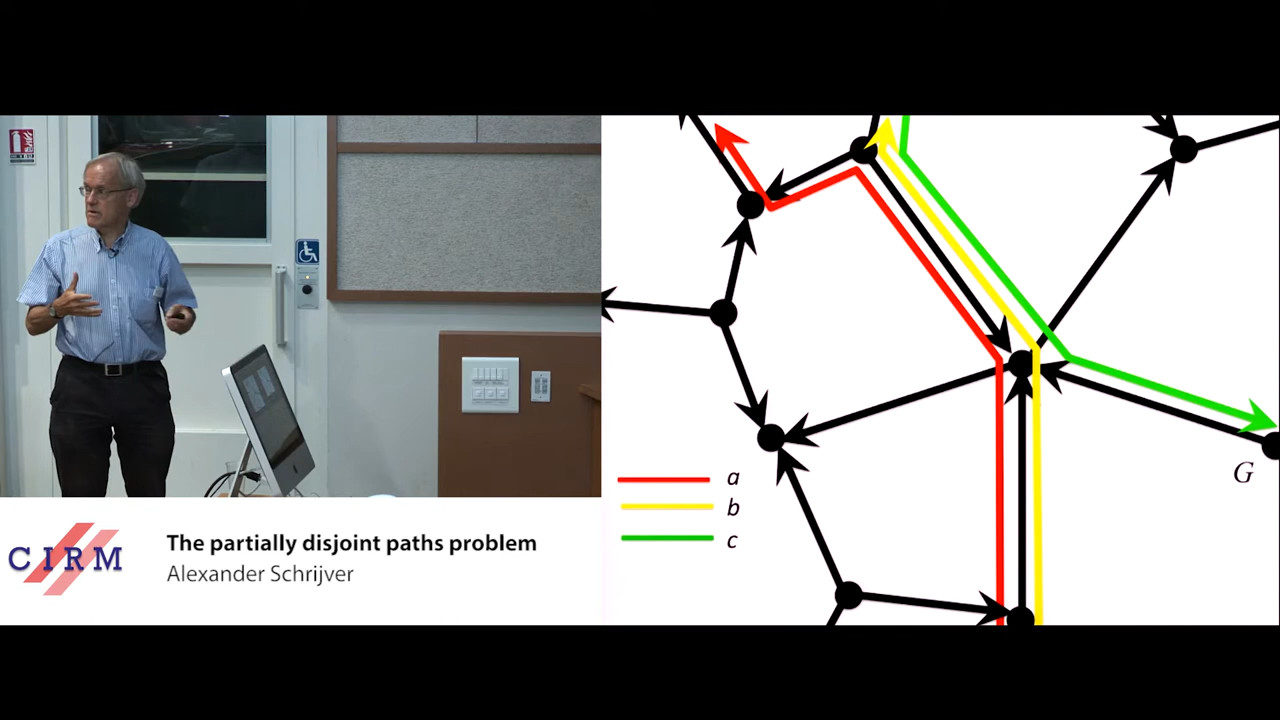 CIRM
The partially disjoint paths problem
Alexander Schrijver
a
b
c
G